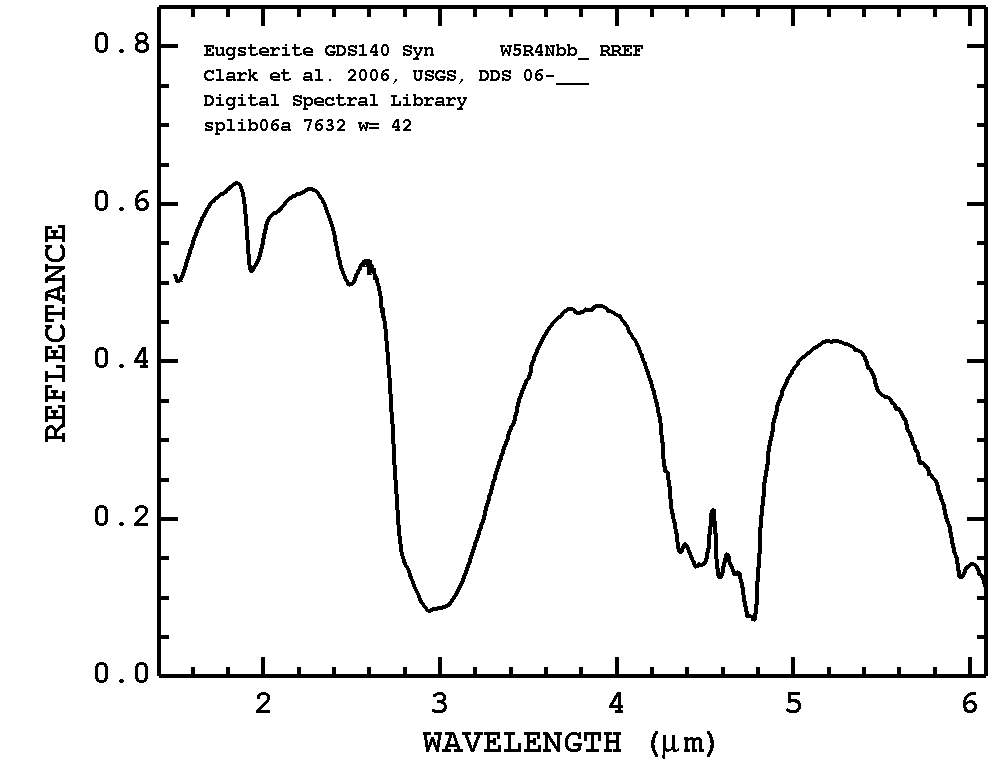 Eugsterite GDS140 Syn W5R4Nbb_ RREF
Clark et al. 2006, USGS, DDS 06-___
Digital Spectral Library
splib06a 7632 w= 42
0.8
0.6
0.4
0.2
0.0
REFLECTANCE
2 3 4 5 6
WAVELENGTH (μm)